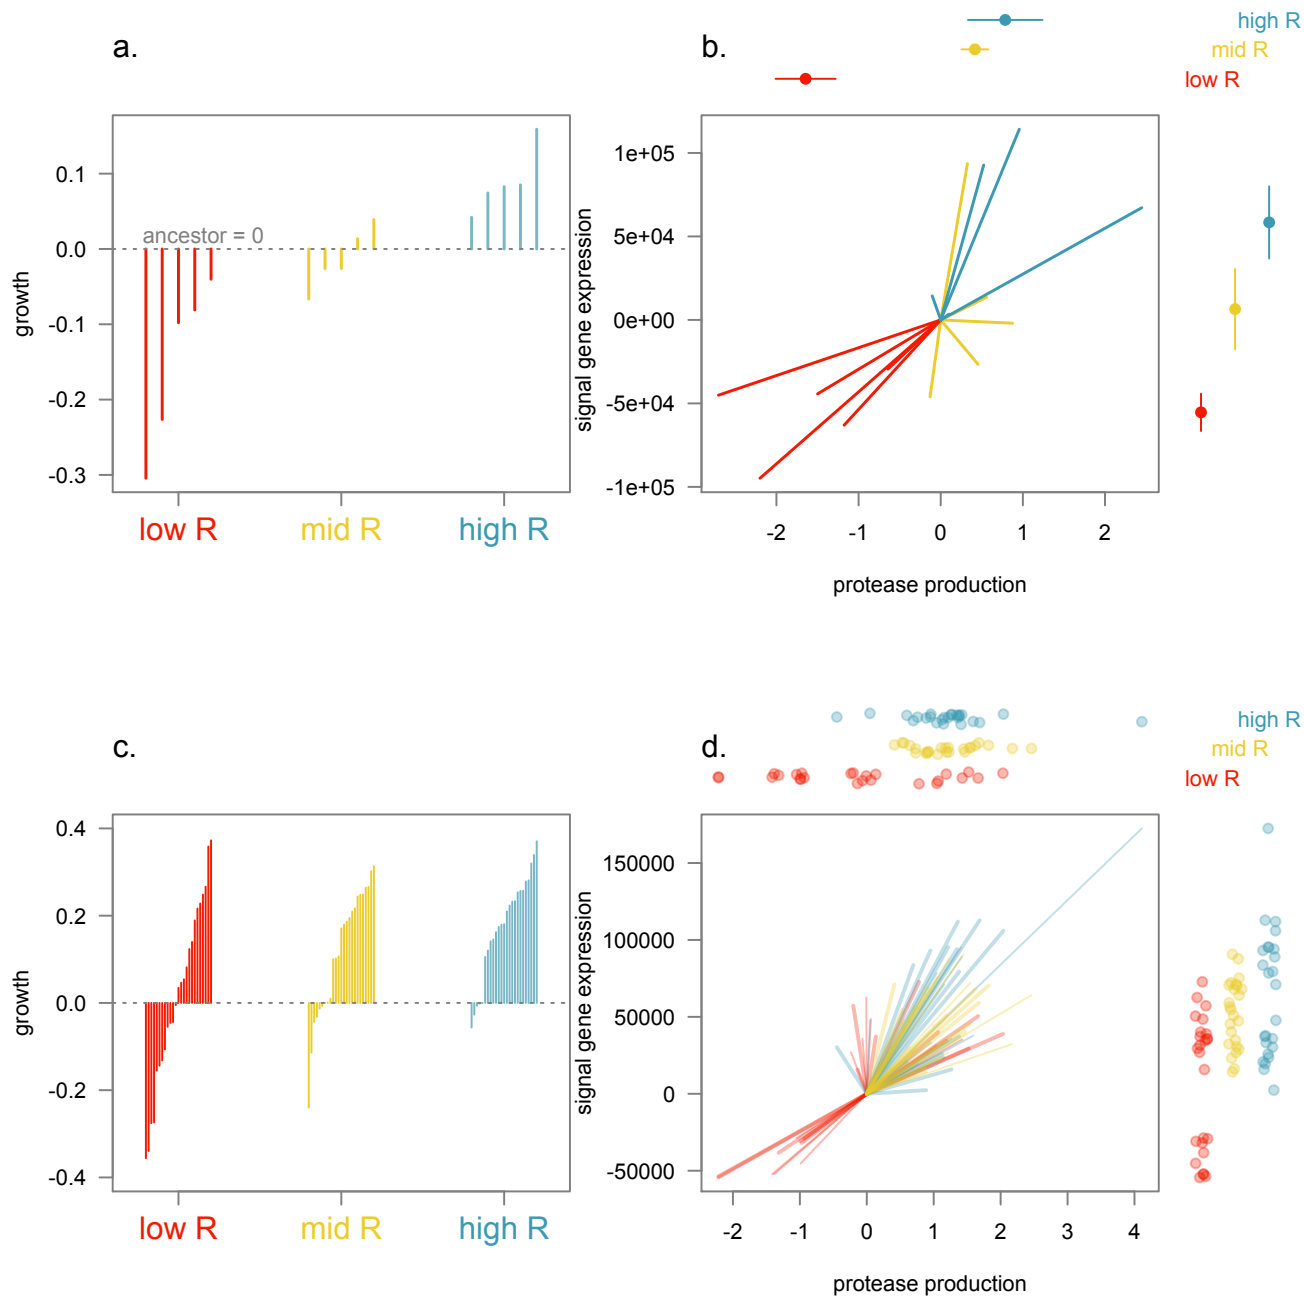 a.
0.1
0.0
-0.1
-0.2
-0.3
growth
ancestor = 0
low R
mid R
high R
b.
high R
mid R
low R
1e+05
5e+04
0e+00
-5e+04
-1e+05
signal gene expression
-2 -1 0 1 2
protease production
c.
0.4
0.2
0.0
-0.2
-0.4
growth
low R
mid R
high R
d.
high R
mid R
low R
150000
100000
50000
0
-50000
signal gene expression
-2 -1 0 1 2 3 4
protease production